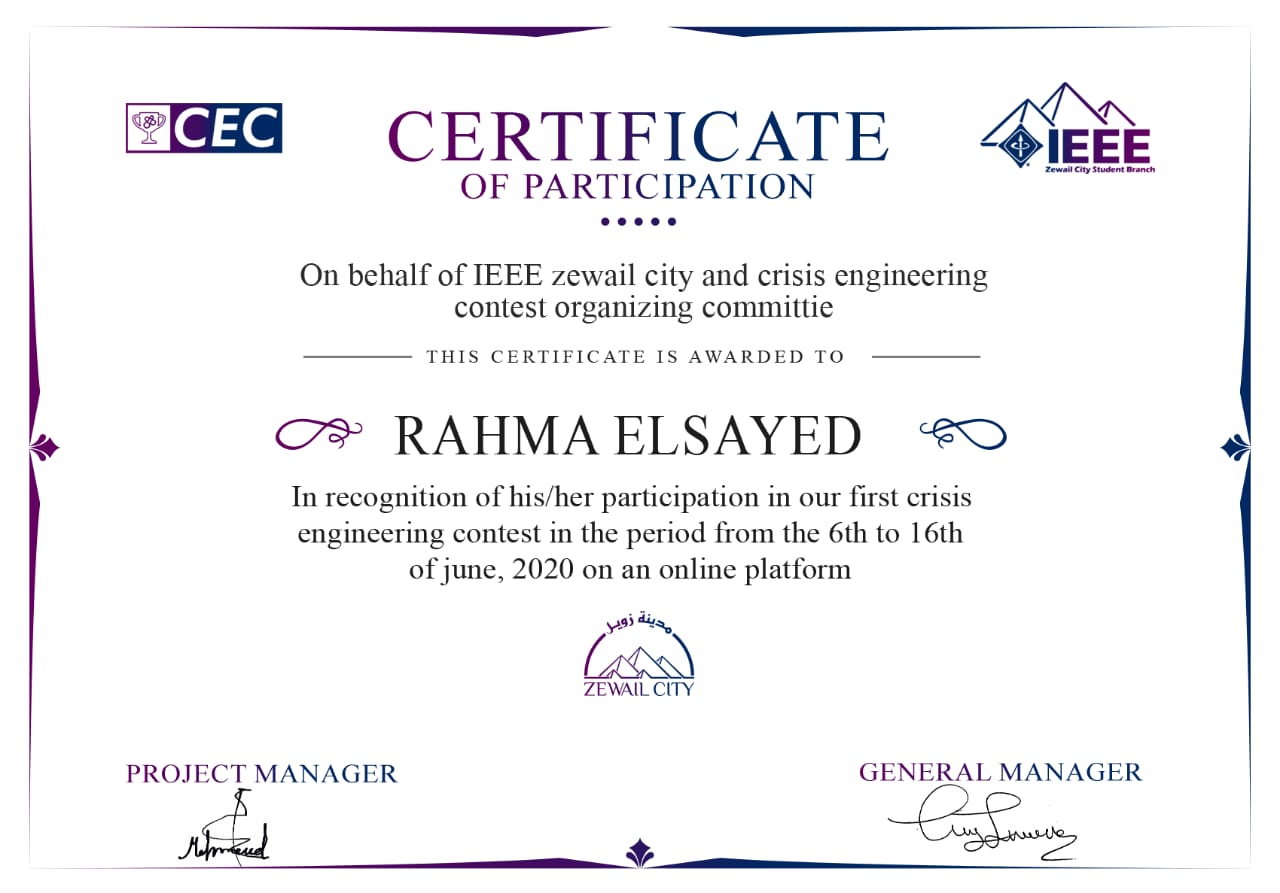 CEC
CERTIFICATE
OF PARTICIPATION
IEEE
Zewail City Student Branch
On behalf of IEEE zewail city and crisis engineering
contest organizing committie
THIS CERTIFICATE IS AWARDED TO
RAHMA ELSAYED
In recognition of his/her participation in our first crisis
engineering contest in the period from the 6th to 16th
of june, 2020 on an online platform
مدينة زويل
ZEWAIL CITY
PROJECT MANAGER
GENERAL MANAGER